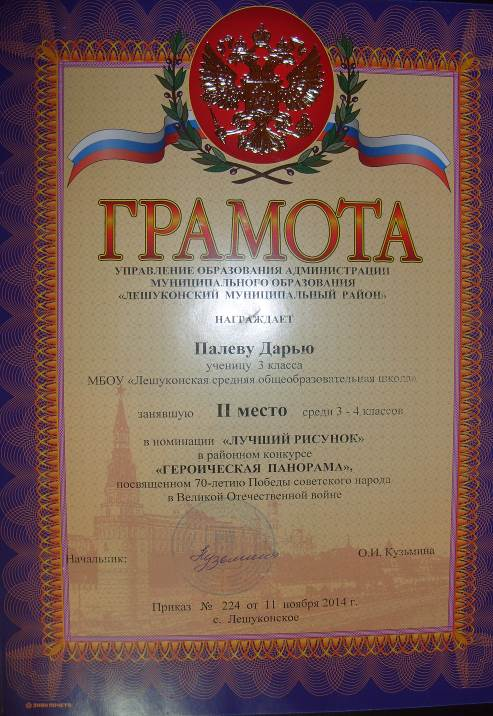 ГРАМОТА
УПРАВЛЕНИЕ ОБРАЗОВАНИЯ АДМИНИСТРАЦИИ
МУНИЦИПАЛЬНОГО ОБРАЗОВАНИЯ
«ЛЕШУКОНСКИЙ МУНИЦИПАЛЬНЫЙ РАЙОН»
НАГРАЖДАЕТ
Палеву Дарью
ученицу 3 класса
МБОУ «Лешуконская средняя общеобразовательная школа»
занявшую II место среди 3 - 4 классов
в номинации «ЛУЧШИЙ РИСУНОК»
в районном конкурсе
«ГЕРОИЧЕСКАЯ ПАНОРАМА»,
посвященном 70-летию Победы советского народа
в Великой Отечественной войне
Начальник: О.И. Кузьмина
Приказ № 224 от 11 ноября 2014 г.
с. Лешуконское
ЗНАК ПОЧЕТА